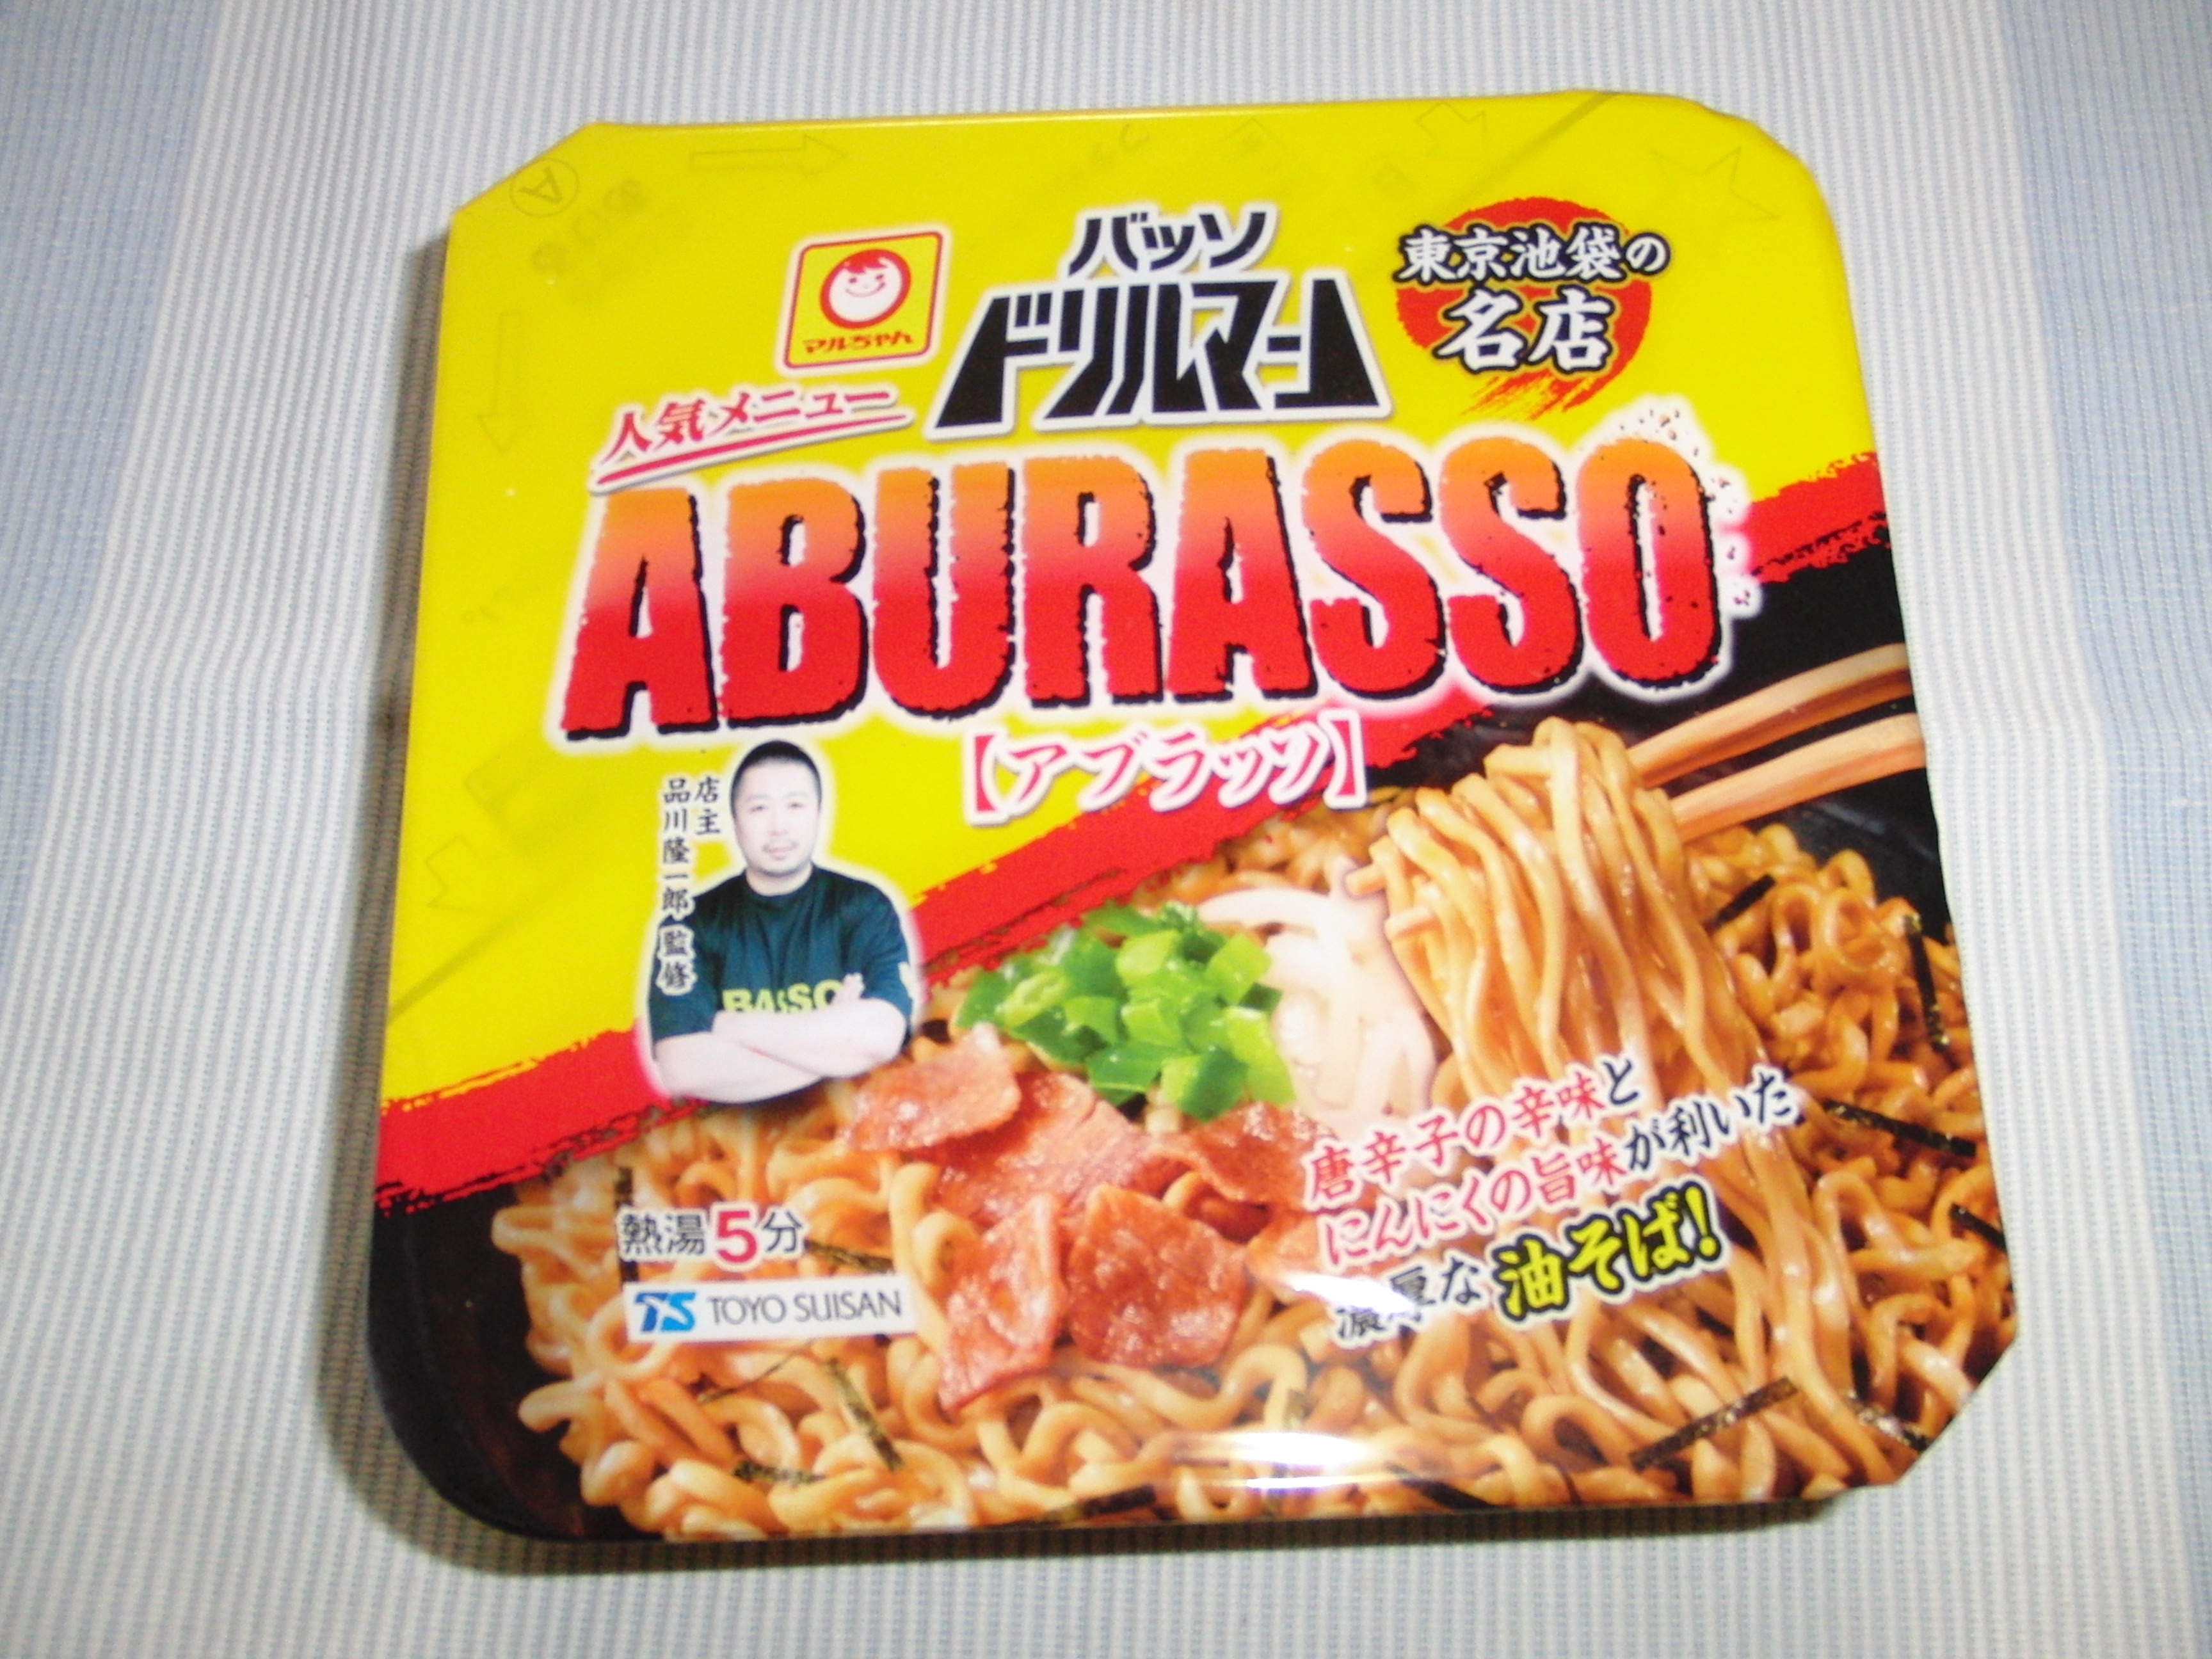 バッソ
ドリルマン
マルちゃん
東京池袋の
名店
人気メニュー
ABURASSO
【アブラッソ】
店主
品川隆一郎 監修
BASSO
唐辛子の辛味と
にんにくの旨味が利いた
濃厚な油そば!
熱湯5分
TS TOYO SUISAN
A